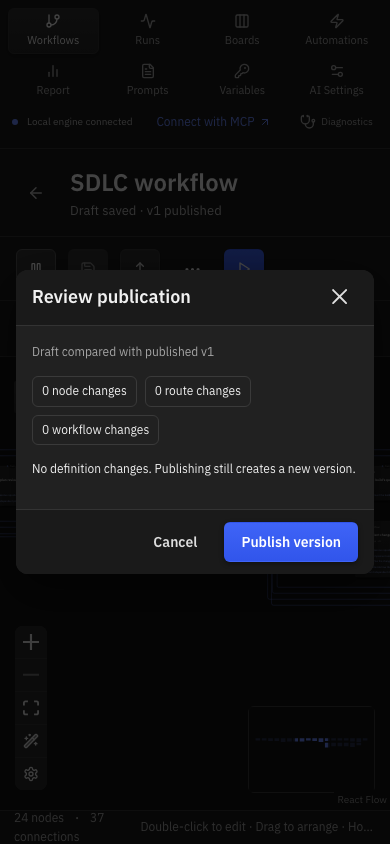 Workflows
Runs
Boards
Automations
Report
Prompts
Variables
AI Settings
Local engine connected
Connect with MCP
Diagnostics
SDLC workflow
Draft saved · v1 published
Review publication
Draft compared with published v1
0 node changes
0 route changes
0 workflow changes
No definition changes. Publishing still creates a new version.
Cancel
Publish version
React Flow
24 nodes · 37
connections
Double-click to edit · Drag to arrange · Ho...